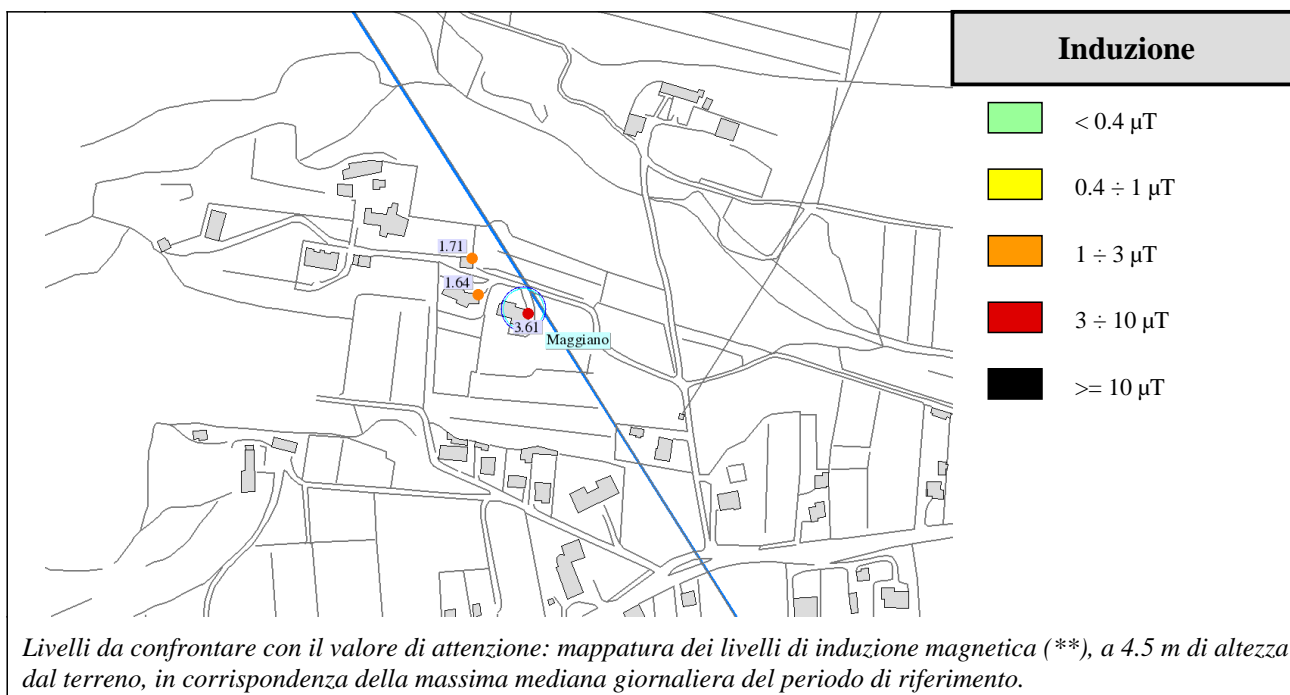 Induzione
< 0.4 µT
0.4 ÷ 1 µT
1 ÷ 3 µT
3 ÷ 10 µT
>= 10 µT
1.71
1.64
3.61
Maggiano
Livelli da confrontare con il valore di attenzione: mappatura dei livelli di induzione magnetica (**), a 4.5 m di altezza
dal terreno, in corrispondenza della massima mediana giornaliera del periodo di riferimento.